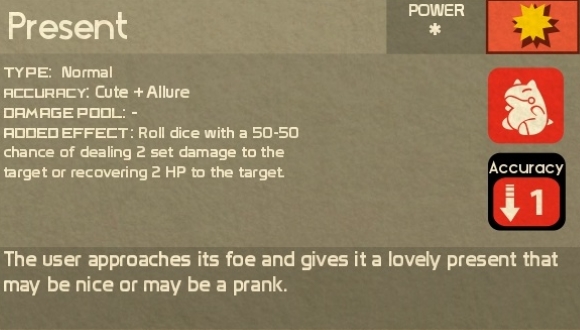 Present
POWER
*
TYPE: Normal
ACCURACY: Cute + Allure
DAMAGE POOL: -
ADDED EFFECT: Roll dice with a 50-50
chance of dealing 2 set damage to the
target or recovering 2 HP to the target.
Accuracy
1
The user approaches its foe and gives it a lovely present that
may be nice or may be a prank.